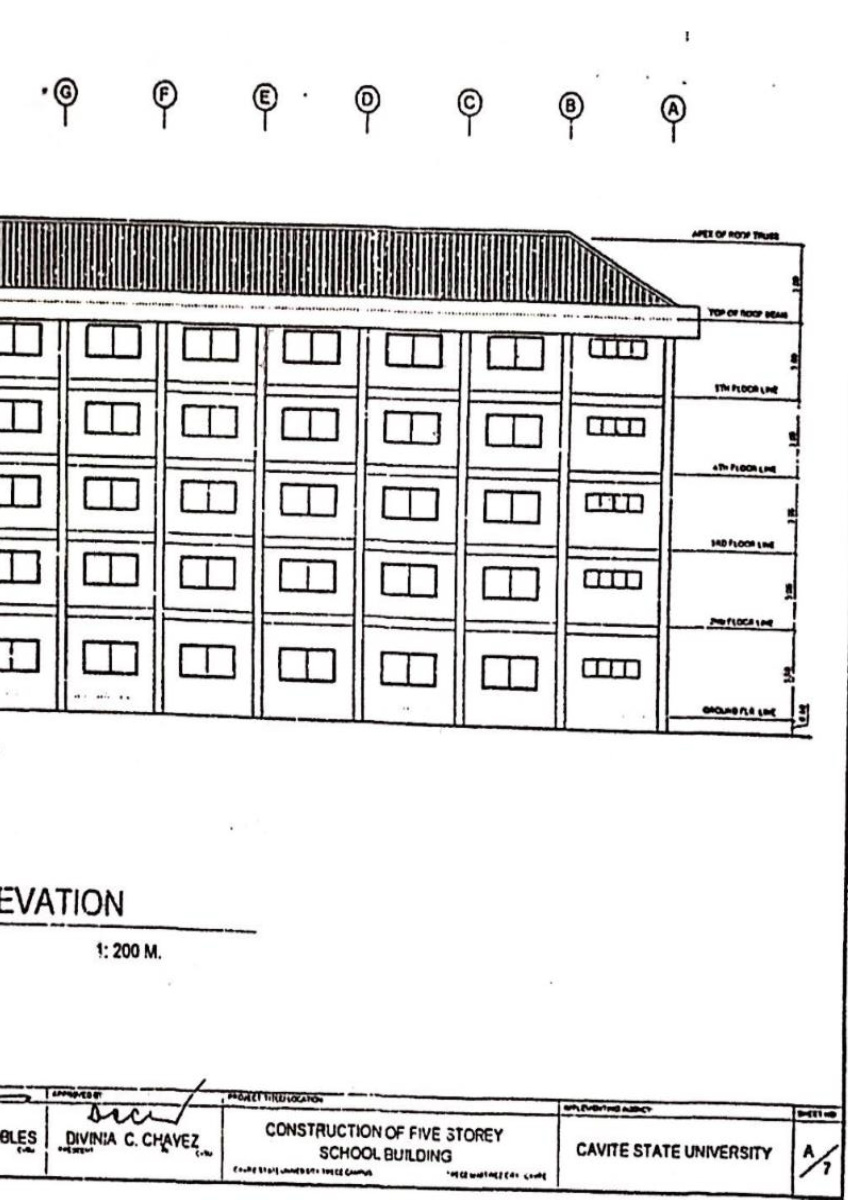 G F E D C B A
APEX OF ROOF TRUSS
TOP OF ROOF BEAM
5TH FLOOR LINE
4TH FLOOR LINE
3RD FLOOR LINE
2ND FLOOR LINE
GROUND FLR. LINE
EVATION
1: 200 M.
APPROVED BY
PROJECT TITLE/LOCATION
IMPLEMENTING AGENCY
SHEET NO
BLES
DIVINIA C. CHAVEZ
PRESIDENT
CONSTRUCTION OF FIVE STOREY
SCHOOL BUILDING
CAVITE STATE UNIVERSITY
A/7